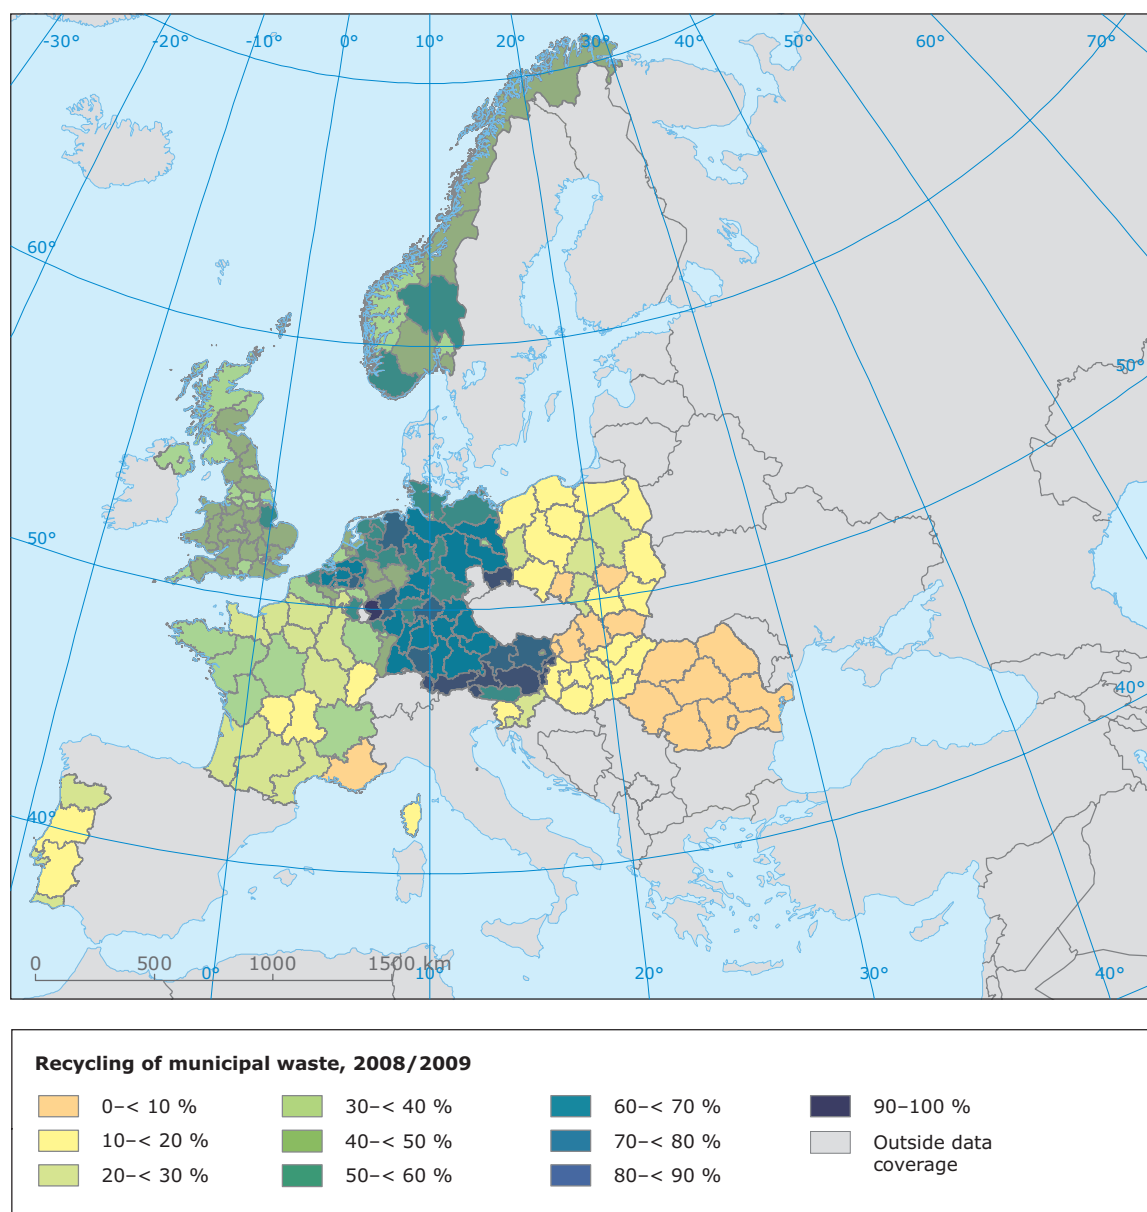 -30° -20° -10° 0° 10° 20° 30° 40° 50° 60° 70°
60°
50°
50°
40°
40°
0 500 1000 1500 km
0° 10° 20° 30° 40°
Recycling of municipal waste, 2008/2009
0–< 10 % 30–< 40 % 60–< 70 % 90–100 %
10–< 20 % 40–< 50 % 70–< 80 % Outside data
coverage
20–< 30 % 50–< 60 % 80–< 90 %